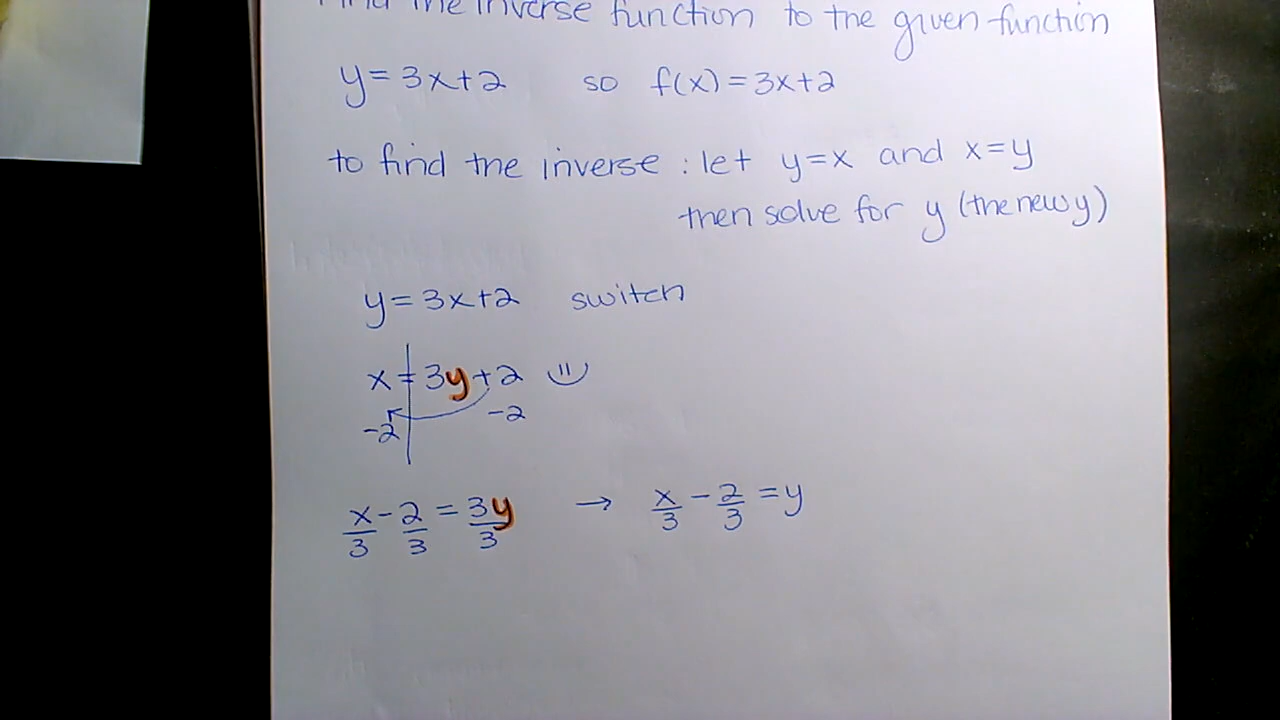 Find the inverse function to the given function
y=3x+2 so f(x)=3x+2
to find the inverse : let y=x and x=y
then solve for y (the new y)
y=3x+2 switch
x=3y+2
-2 -2
x/3 - 2/3 = 3y/3 → x/3 - 2/3 = y